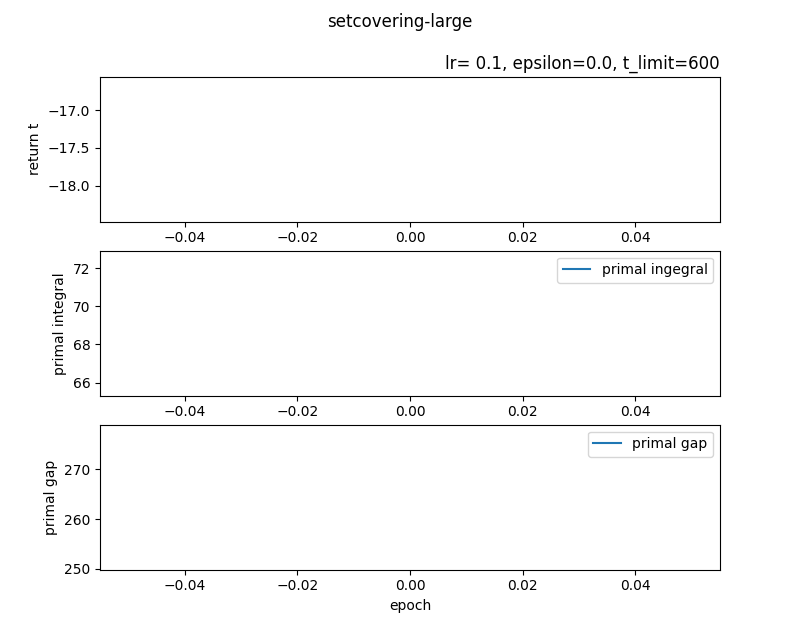 setcovering-large
lr= 0.1, epsilon=0.0, t_limit=600
return t
−17.0
−17.5
−18.0
−0.04 −0.02 0.00 0.02 0.04
primal integral
72
70
68
66
primal ingegral
−0.04 −0.02 0.00 0.02 0.04
primal gap
270
260
250
primal gap
−0.04 −0.02 0.00 0.02 0.04
epoch